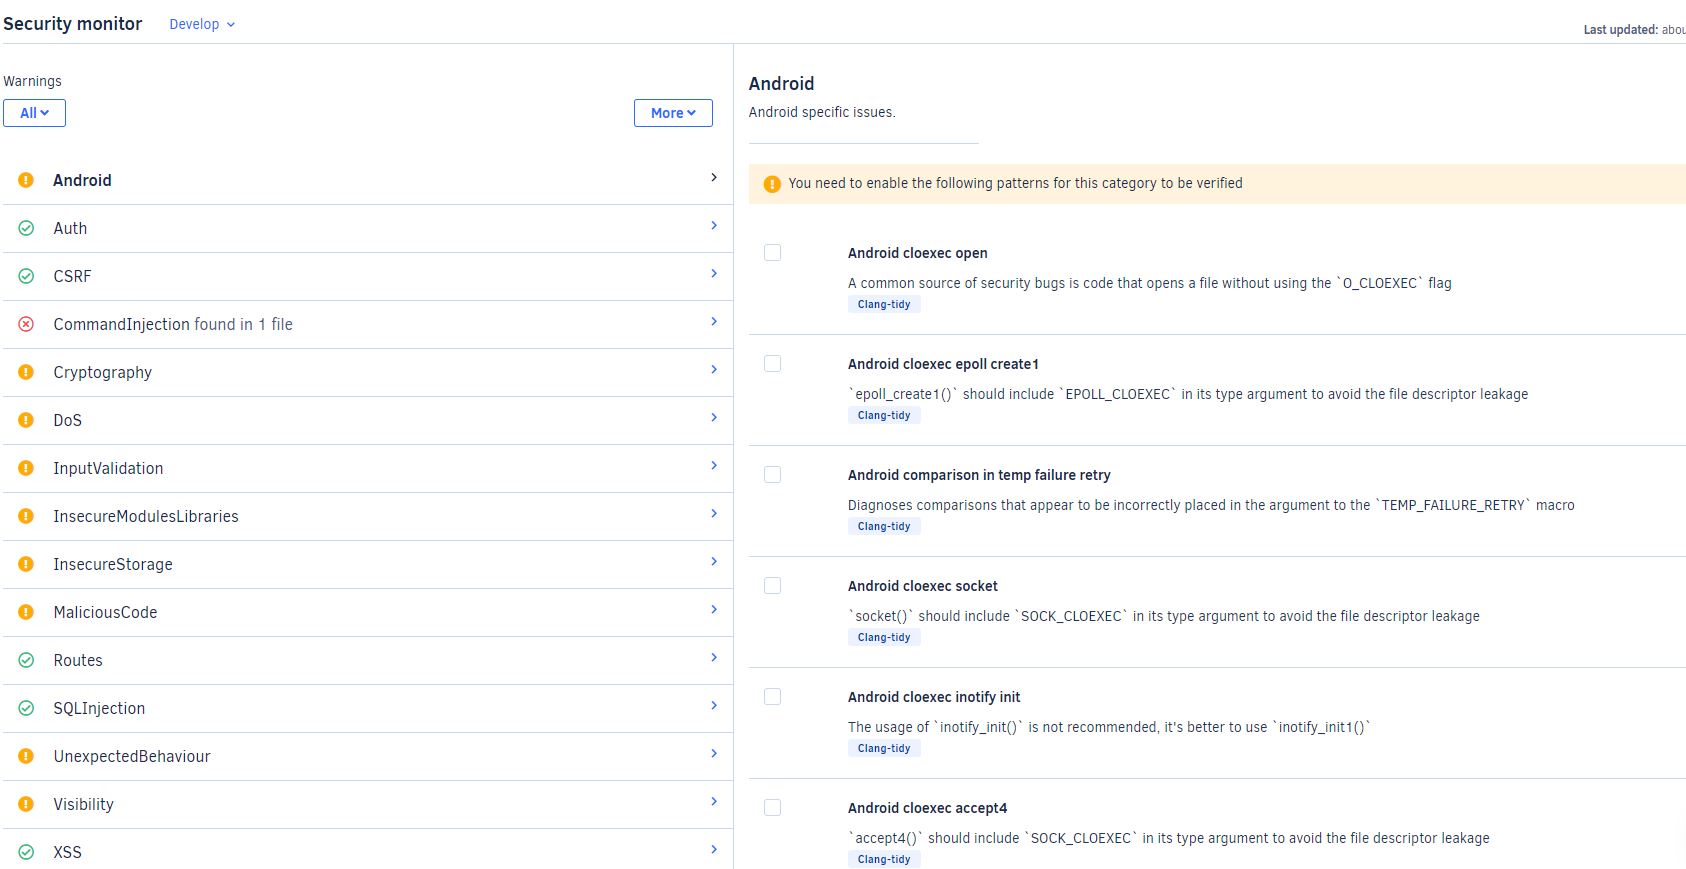 Security monitor
Develop
Last updated:
Warnings
All
More
Android
Auth
CSRF
CommandInjection found in 1 file
Cryptography
DoS
InputValidation
InsecureModulesLibraries
InsecureStorage
MaliciousCode
Routes
SQLInjection
UnexpectedBehaviour
Visibility
XSS
Android
Android specific issues.
You need to enable the following patterns for this category to be verified
Android cloexec open
A common source of security bugs is code that opens a file without using the `O_CLOEXEC` flag
Clang-tidy
Android cloexec epoll create1
`epoll_create1()` should include `EPOLL_CLOEXEC` in its type argument to avoid the file descriptor leakage
Clang-tidy
Android comparison in temp failure retry
Diagnoses comparisons that appear to be incorrectly placed in the argument to the `TEMP_FAILURE_RETRY` macro
Clang-tidy
Android cloexec socket
`socket()` should include `SOCK_CLOEXEC` in its type argument to avoid the file descriptor leakage
Clang-tidy
Android cloexec inotify init
The usage of `inotify_init()` is not recommended, it's better to use `inotify_init1()`
Clang-tidy
Android cloexec accept4
`accept4()` should include `SOCK_CLOEXEC` in its type argument to avoid the file descriptor leakage
Clang-tidy